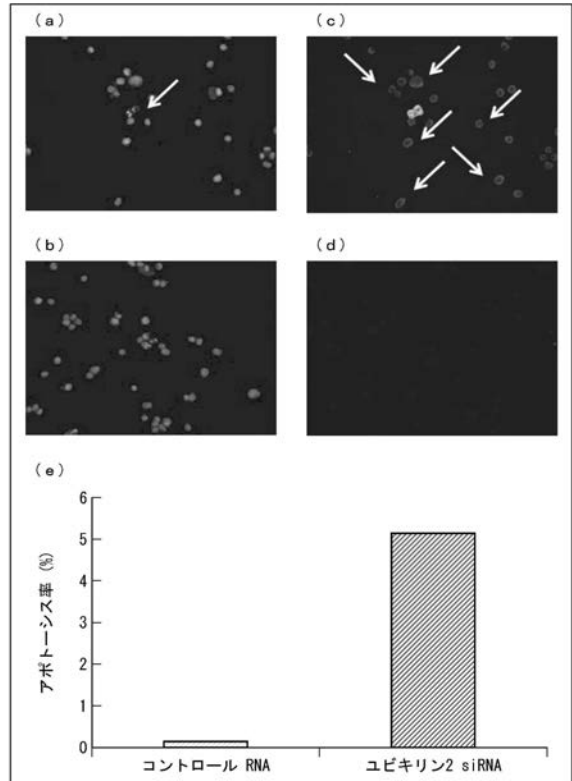 (a)
(c)
(b)
(d)
(e)
アポトーシス率 (%)
6
5
4
3
2
1
0
コントロール RNA
ユビキリン2 siRNA